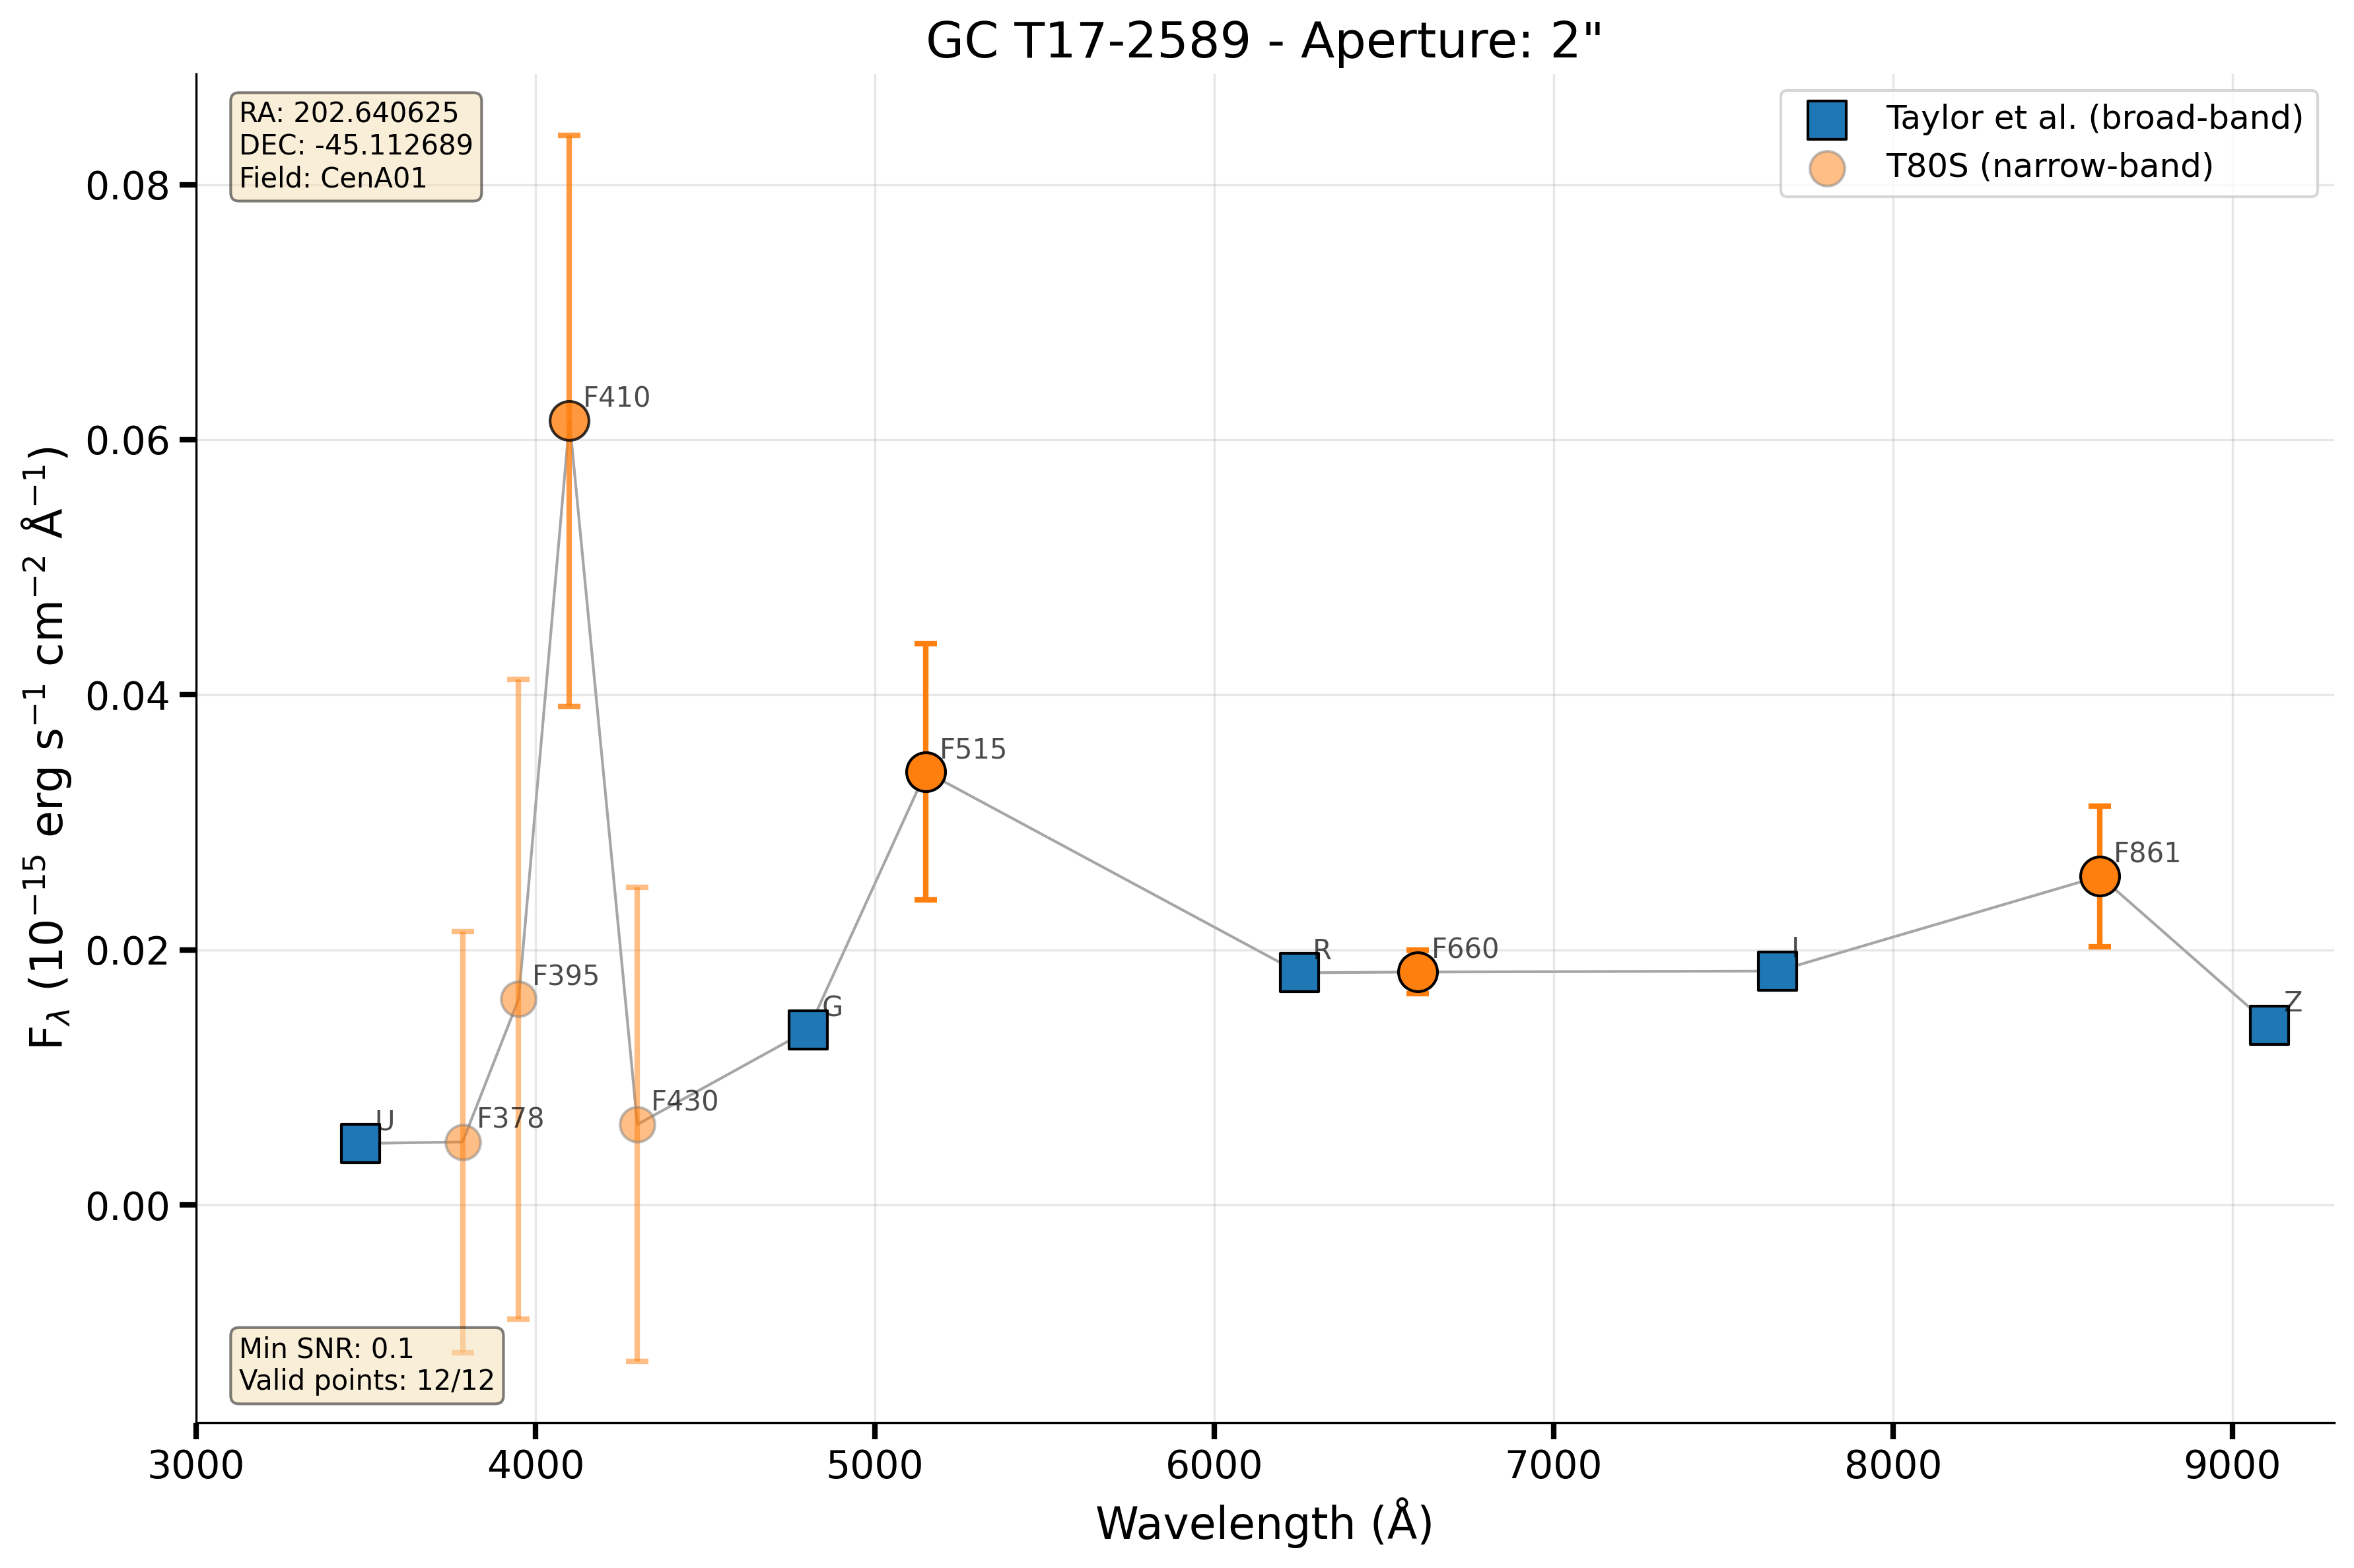 GC T17-2589 - Aperture: 2"
RA: 202.640625
DEC: -45.112689
Field: CenA01
Taylor et al. (broad-band)
T80S (narrow-band)
0.08
0.06
0.04
0.02
0.00
F$_{\lambda}$ (10$^{-15}$ erg s$^{-1}$ cm$^{-2}$ Å$^{-1}$)
F410
F515
F861
F395
R
F660
I
G
Z
U
F378
F430
Min SNR: 0.1
Valid points: 12/12
3000
4000
5000
6000
7000
8000
9000
Wavelength (Å)